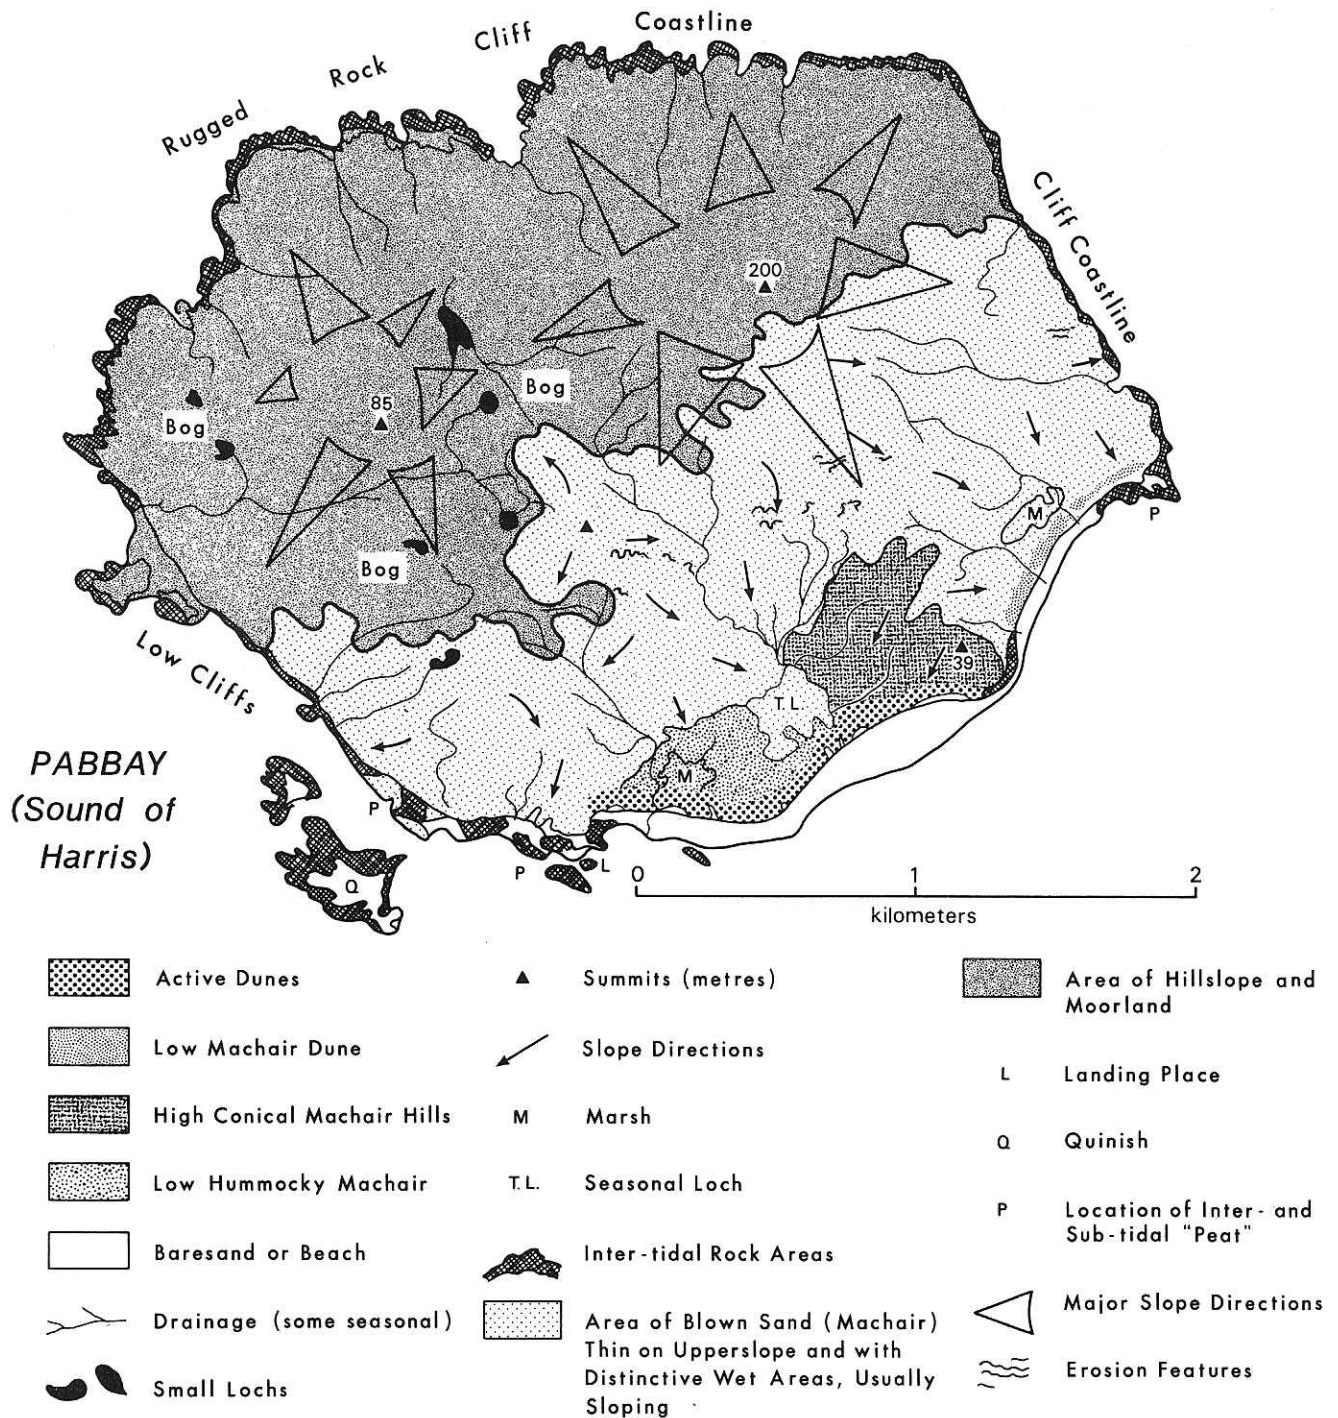 Rugged Rock Cliff Coastline
Cliff Coastline
200
85
Bog
Bog
Bog
M
P
39
T.L.
M
Low Cliffs
PABBAY
(Sound of
Harris)
P
Q
P
L
0 1 2
kilometers
Active Dunes
Low Machair Dune
High Conical Machair Hills
Low Hummocky Machair
Baresand or Beach
Drainage (some seasonal)
Small Lochs
Summits (metres)
Slope Directions
M Marsh
T.L. Seasonal Loch
Inter-tidal Rock Areas
Area of Blown Sand (Machair)
Thin on Upperslope and with
Distinctive Wet Areas, Usually
Sloping
Area of Hillslope and
Moorland
L Landing Place
Q Quinish
P Location of Inter- and
Sub-tidal "Peat"
Major Slope Directions
Erosion Features